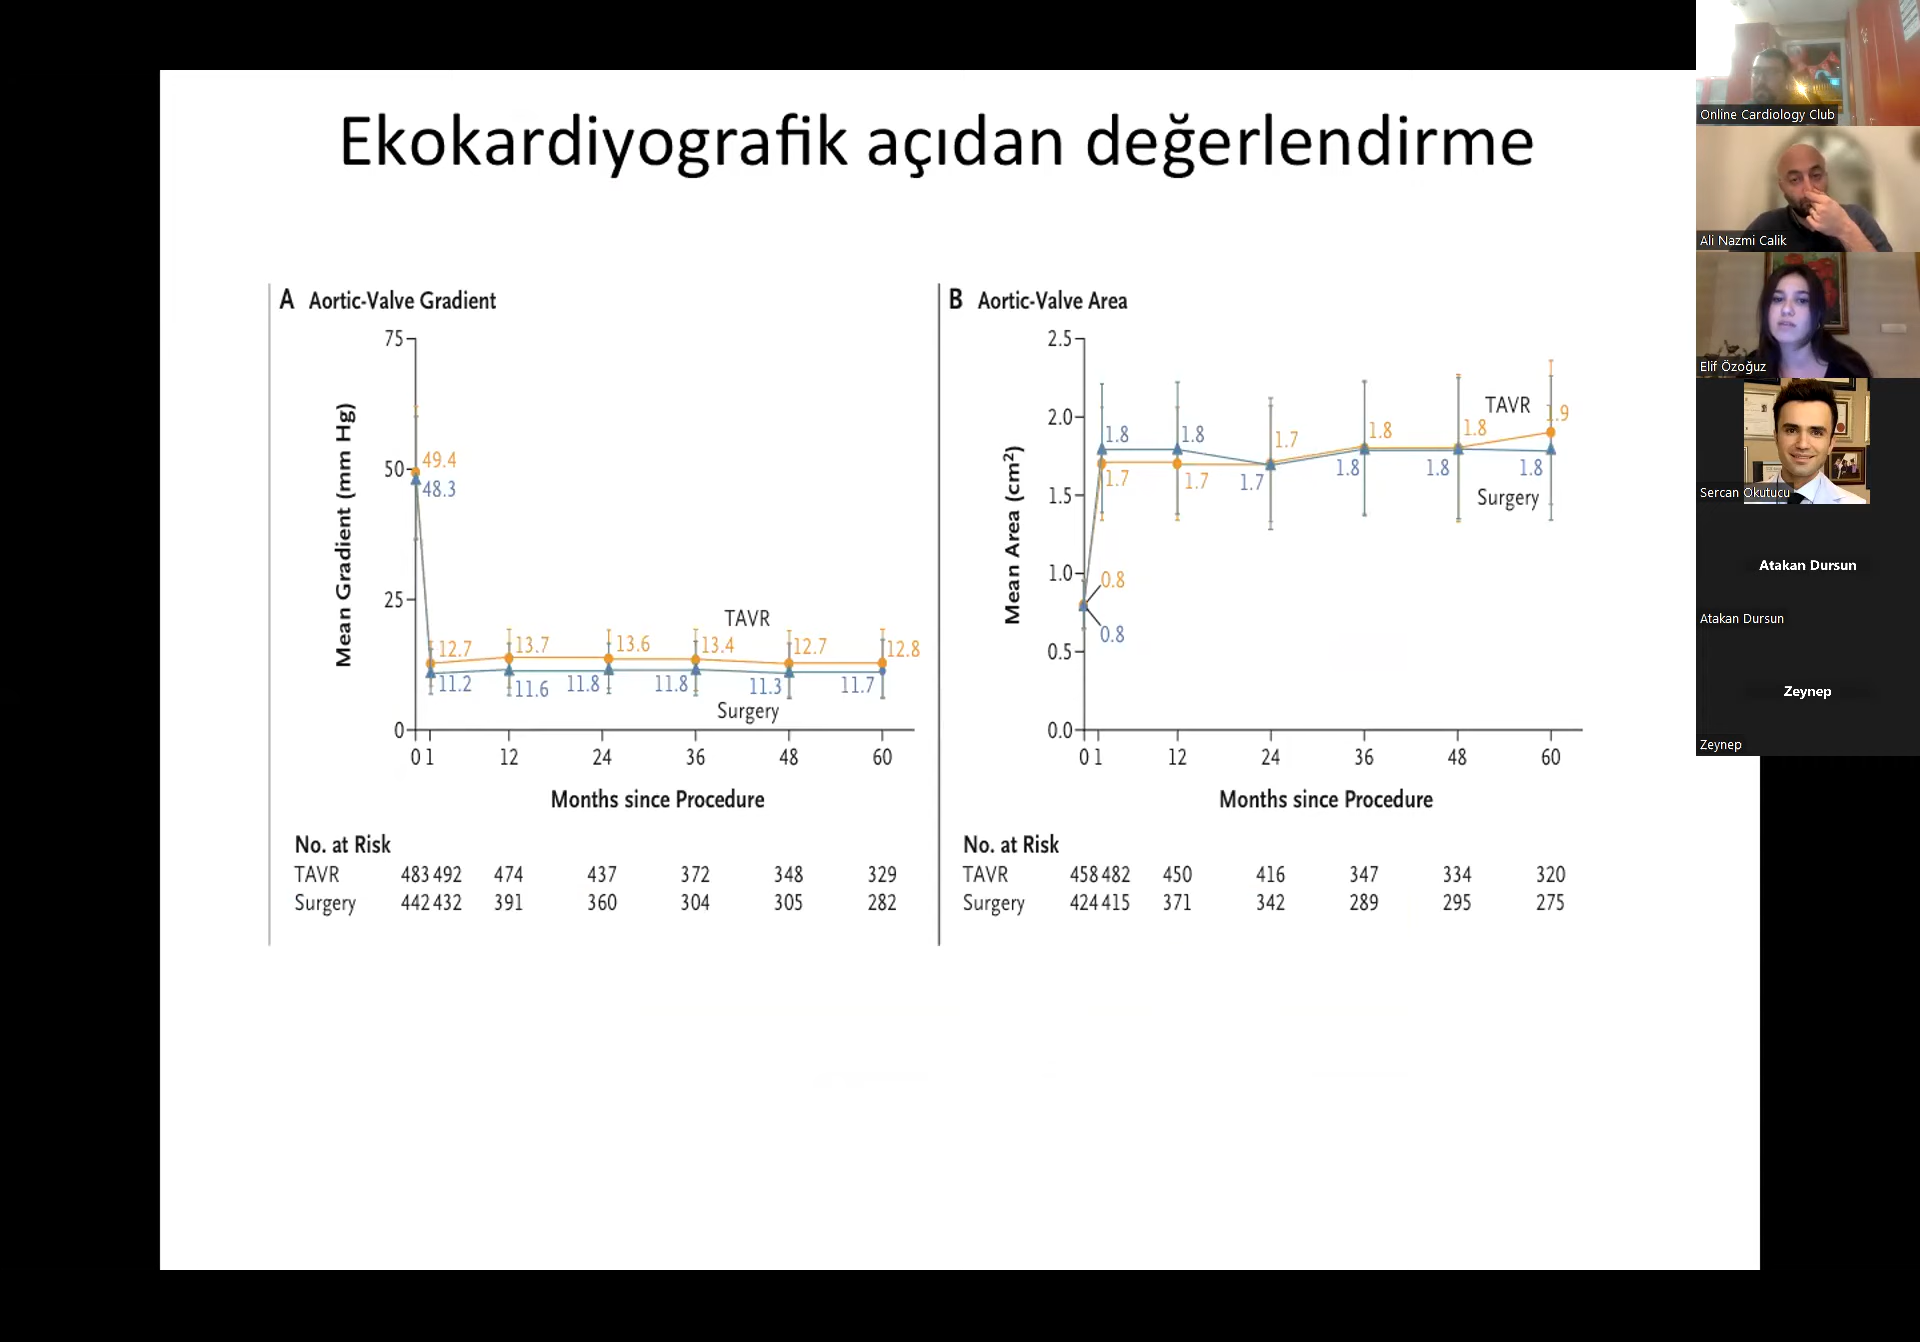 Ekokardiyografik açıdan değerlendirme
A Aortic-Valve Gradient
Mean Gradient (mm Hg)
75
50
25
0
49.4
48.3
TAVR
12.7 13.7 13.6 13.4 12.7 12.8
11.2 11.6 11.8 11.8 11.3 11.7
Surgery
0 1 12 24 36 48 60
Months since Procedure
No. at Risk
TAVR 483 492 474 437 372 348 329
Surgery 442 432 391 360 304 305 282
B Aortic-Valve Area
Mean Area (cm²)
2.5
2.0
1.5
1.0
0.5
0.0
TAVR
1.8 1.8 1.7 1.8 1.8 1.9
1.7 1.7 1.7 1.8 1.8 1.8
Surgery
0.8
0.8
0 1 12 24 36 48 60
Months since Procedure
No. at Risk
TAVR 458 482 450 416 347 334 320
Surgery 424 415 371 342 289 295 275
Online Cardiology Club
Ali Nazmi Calik
Elif Özoğuz
Sercan Okutucu
Atakan Dursun
Atakan Dursun
Zeynep
Zeynep